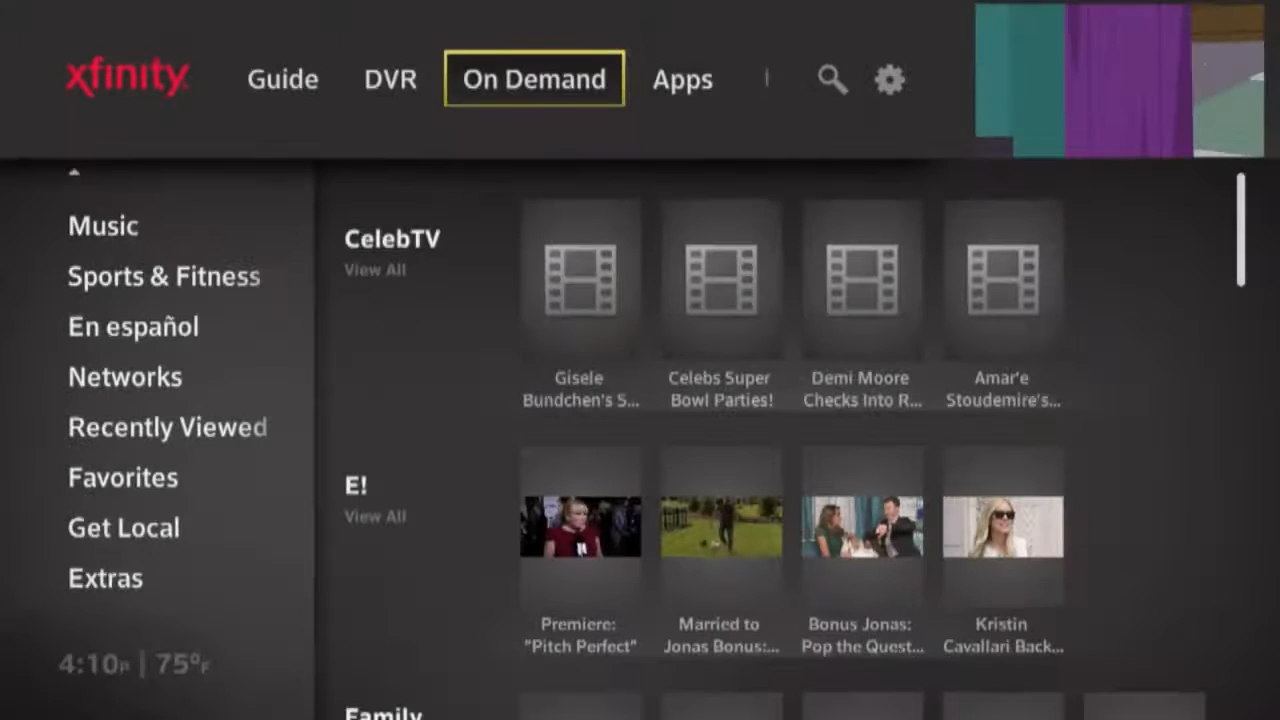 xfinity
Guide
DVR
On Demand
Apps
Music
Sports & Fitness
En español
Networks
Recently Viewed
Favorites
Get Local
Extras
4:10P | 75°F
CelebTV
View All
Gisele
Bundchen's S...
Celebs Super
Bowl Parties!
Demi Moore
Checks Into R...
Amar'e
Stoudemire's...
E!
View All
Premiere:
"Pitch Perfect"
Married to
Jonas Bonus:...
Bonus Jonas:
Pop the Quest...
Kristin
Cavallari Back...
Family